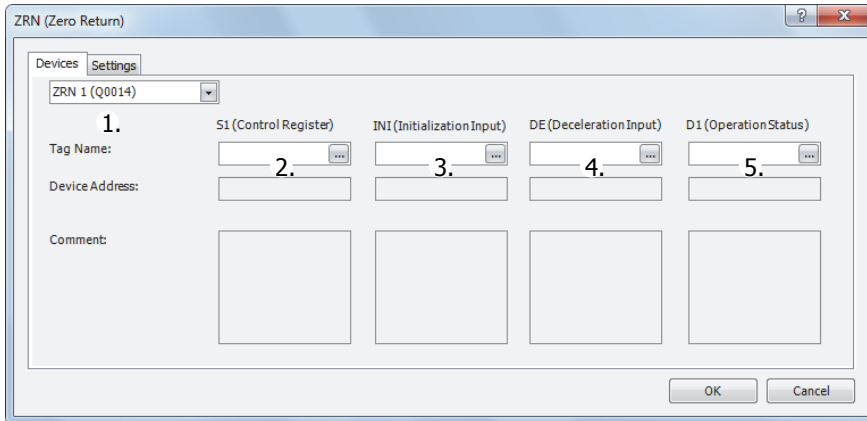 ZRN (Zero Return)
Devices Settings
ZRN 1 (Q0014)
1.
S1 (Control Register) INI (Initialization Input) DE (Deceleration Input) D1 (Operation Status)
Tag Name: ... ... ... ...
2. 3. 4. 5.
Device Address:
Comment:
OK Cancel